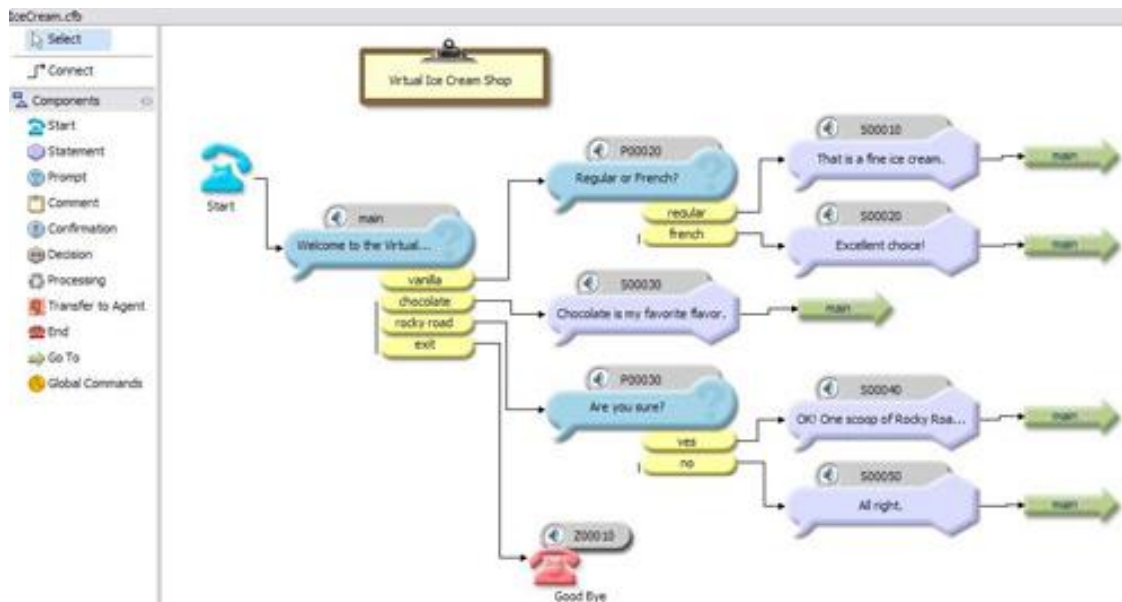 IceCream.cfb
Select
Connect
Components
Start
Statement
Prompt
Comment
Confirmation
Decision
Processing
Transfer to Agent
End
Go To
Global Commands
Virtual Ice Cream Shop
Start
main
Welcome to the Virtual...
vanilla
chocolate
rocky road
exit
P00020
Regular or French?
regular
french
S00010
That is a fine ice cream.
main
S00020
Excellent choice!
main
S00030
Chocolate is my favorite flavor.
main
P00030
Are you sure?
yes
no
S00040
OK! One scoop of Rocky Roa...
main
S00050
All right.
main
Z00010
Good Bye